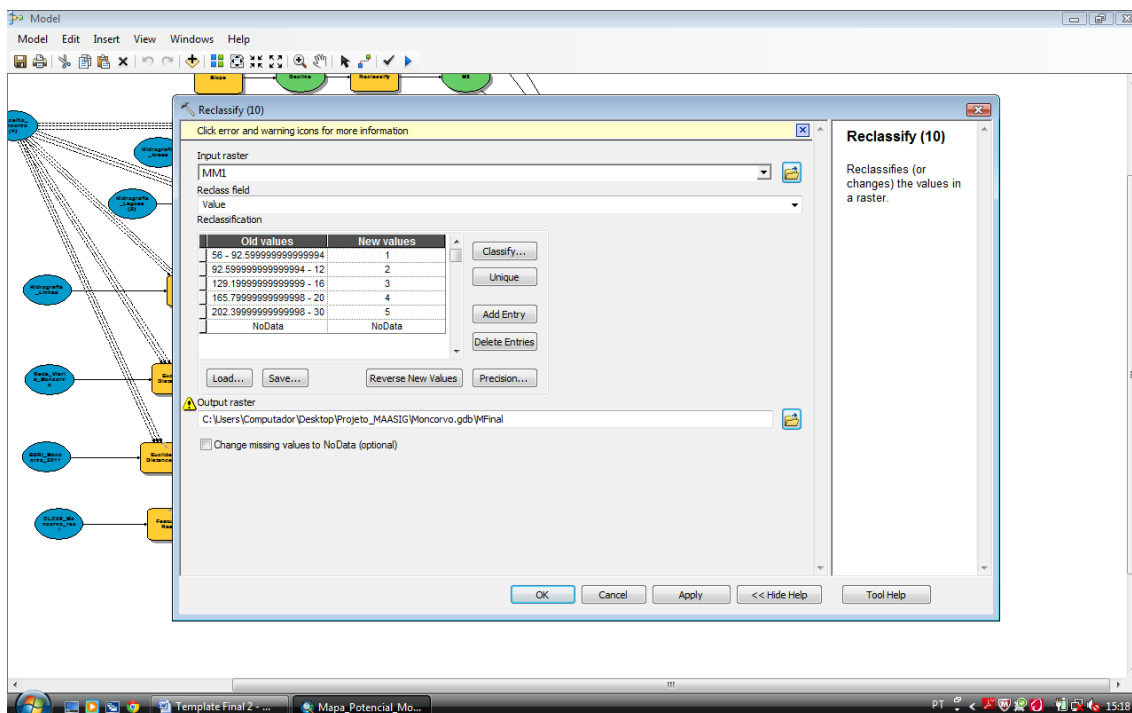 Model
Model Edit Insert View Windows Help
Mapa
Declive
Reclassify
Reclassify (10)
Click error and warning icons for more information
Input raster
MM1
Reclass field
Value
Reclassification
Old values New values
56 - 92.599999999999994 1
92.599999999999994 - 12 2
129.19999999999999 - 16 3
165.79999999999998 - 20 4
202.39999999999998 - 30 5
NoData NoData
Classify...
Unique
Add Entry
Delete Entries
Load... Save... Reverse New Values Precision...
Output raster
C:\Users\Computador\Desktop\Projeto_MAASIG\Moncorvo.gdb\MFinal
Change missing values to NoData (optional)
OK Cancel Apply << Hide Help Tool Help
Reclassify (10)
Reclassifies (or
changes) the values in
a raster.
Template Final 2 - ... Mapa_Potencial_Mo... PT 15:18